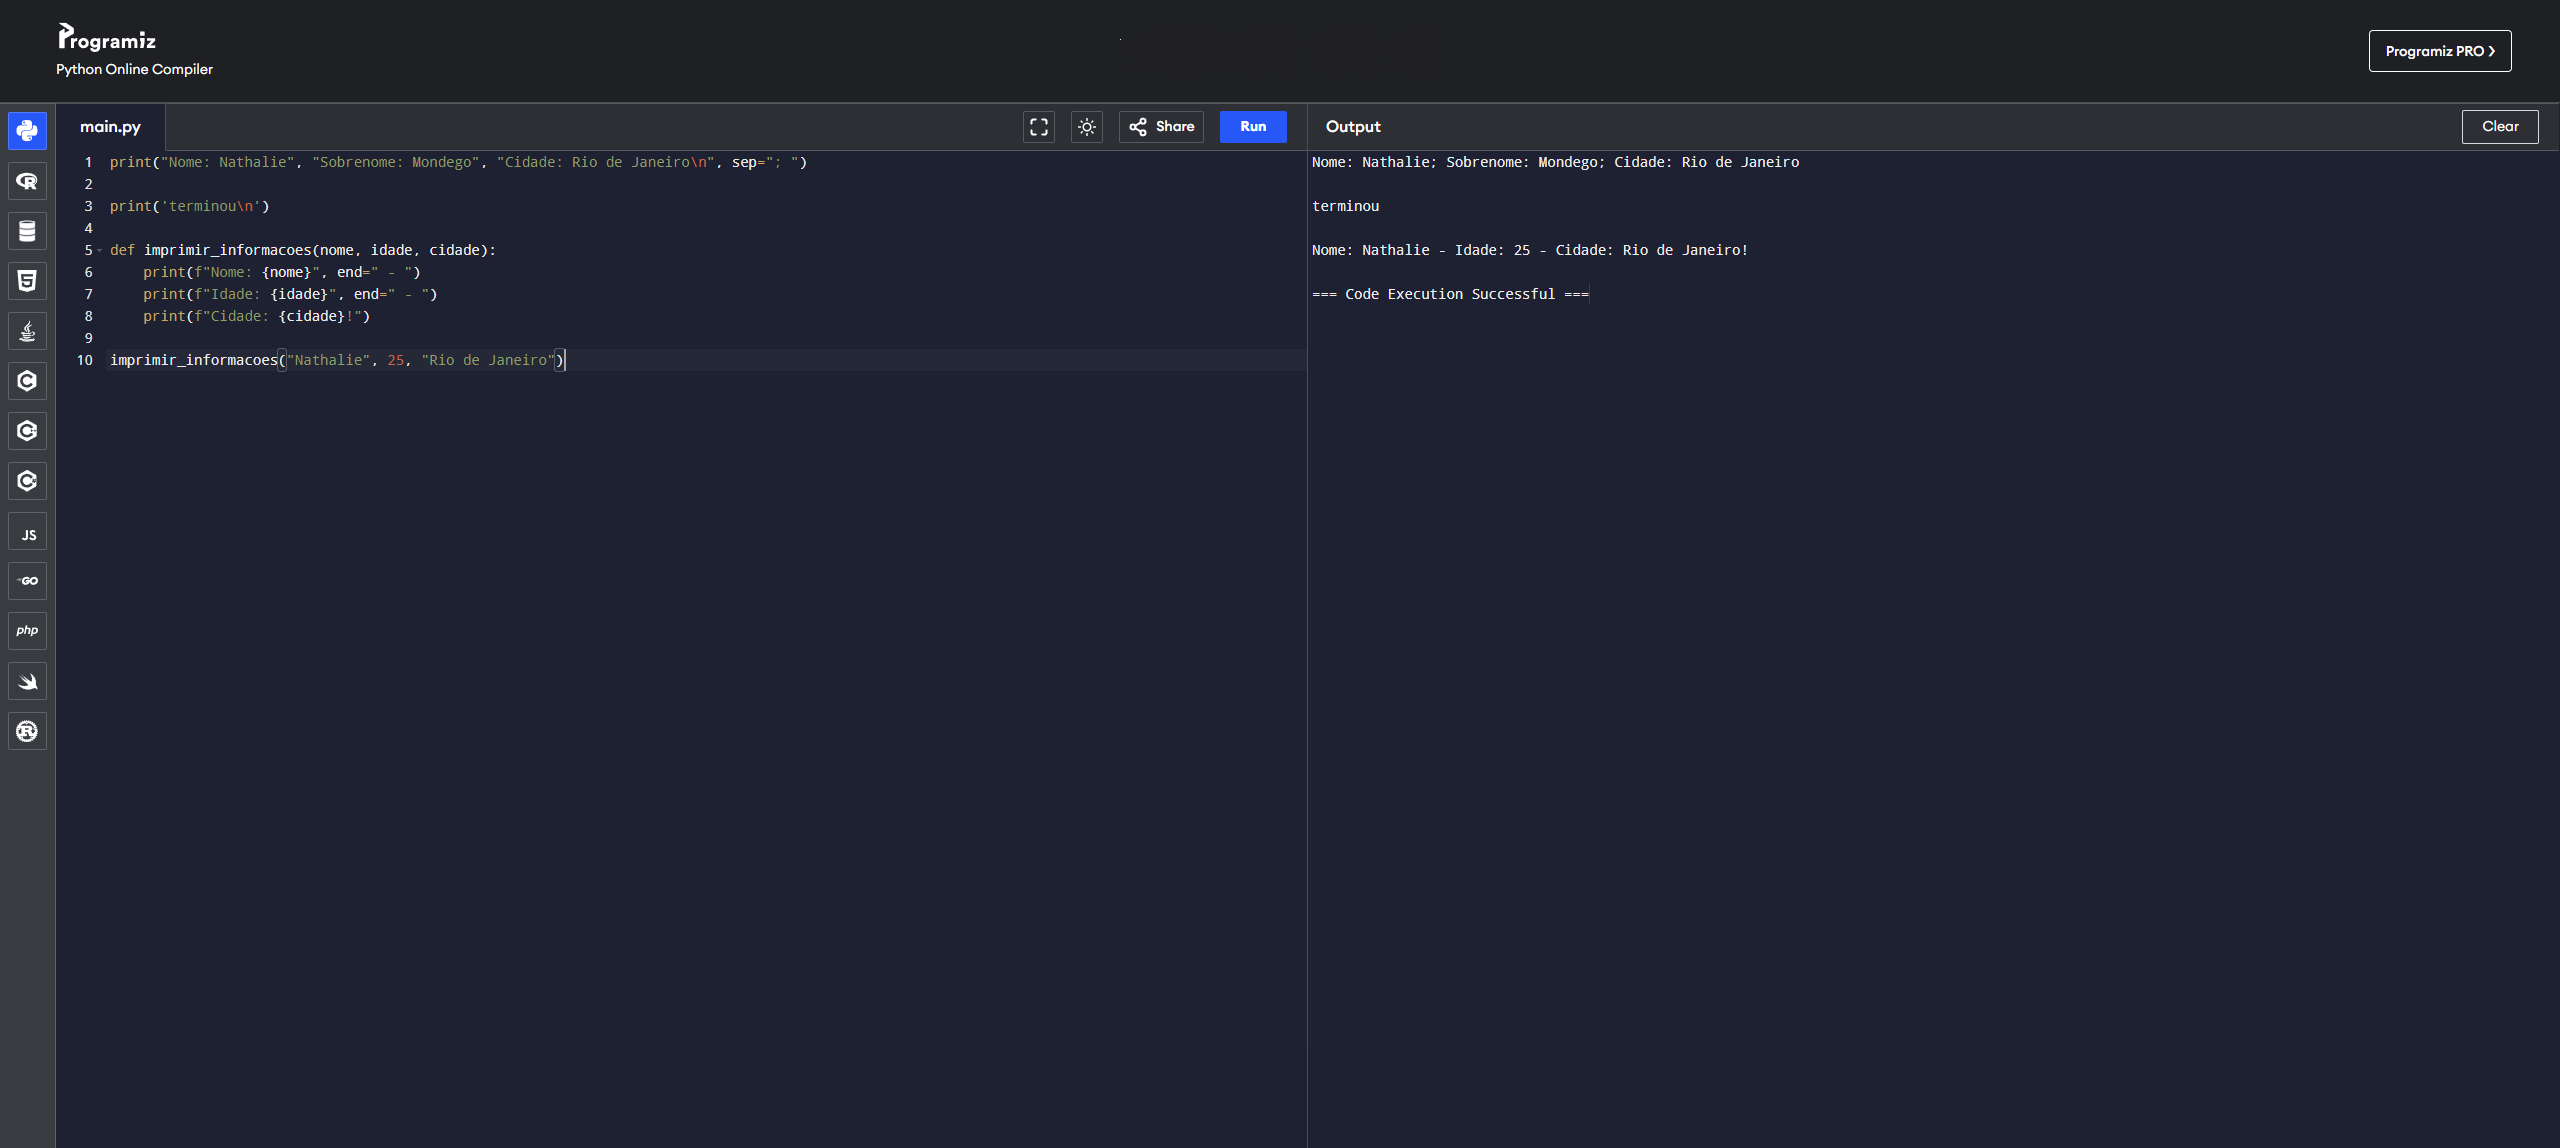 Programiz
Python Online Compiler
Programiz PRO ❯
main.py
Share
Run
Output
Clear
1 print("Nome: Nathalie", "Sobrenome: Mondego", "Cidade: Rio de Janeiro\n", sep="; ")
2
3 print('terminou\n')
4
5 def imprimir_informacoes(nome, idade, cidade):
6     print(f"Nome: {nome}", end=" - ")
7     print(f"Idade: {idade}", end=" - ")
8     print(f"Cidade: {cidade}!")
9
10 imprimir_informacoes("Nathalie", 25, "Rio de Janeiro")
Nome: Nathalie; Sobrenome: Mondego; Cidade: Rio de Janeiro
terminou
Nome: Nathalie - Idade: 25 - Cidade: Rio de Janeiro!
=== Code Execution Successful ===
R
5
C
C
C
JS
GO
php
R